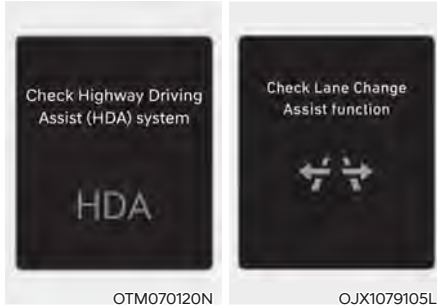 Check Highway Driving
Assist (HDA) system
HDA
OTM070120N
Check Lane Change
Assist function
OJX1079105L